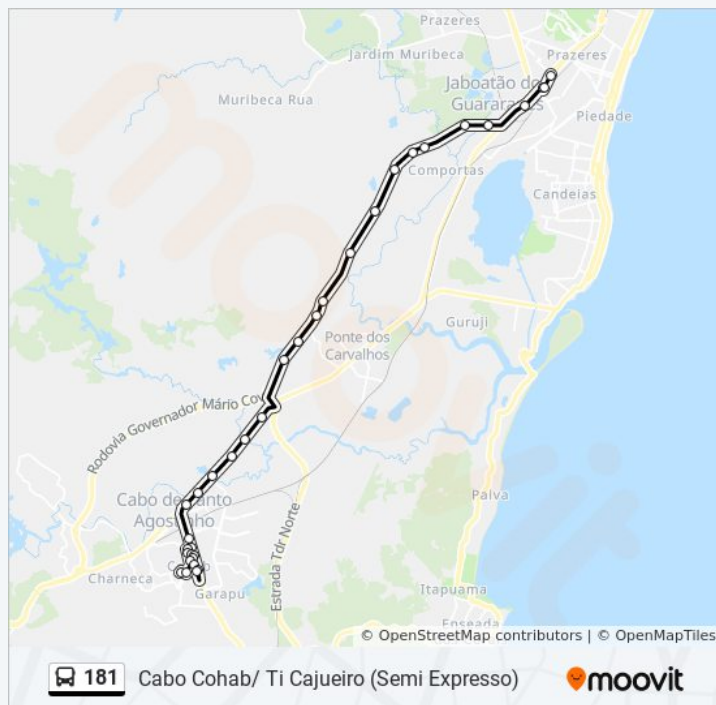 Prazeres
Jardim Muribeca
Prazeres
Jaboatão do
Guararapes
Muribeca Rua
Piedade
Comportas
Candeias
Guruji
Ponte dos
Carvalhos
Rodovia Governador Mário Cov
Paiva
Cabo de Santo
Agostinho
Estrada Tdr Norte
Charneca
Garapu
Itapuama
Enseada
© OpenStreetMap contributors | © OpenMapTiles
181 Cabo Cohab/ Ti Cajueiro (Semi Expresso)
moovit